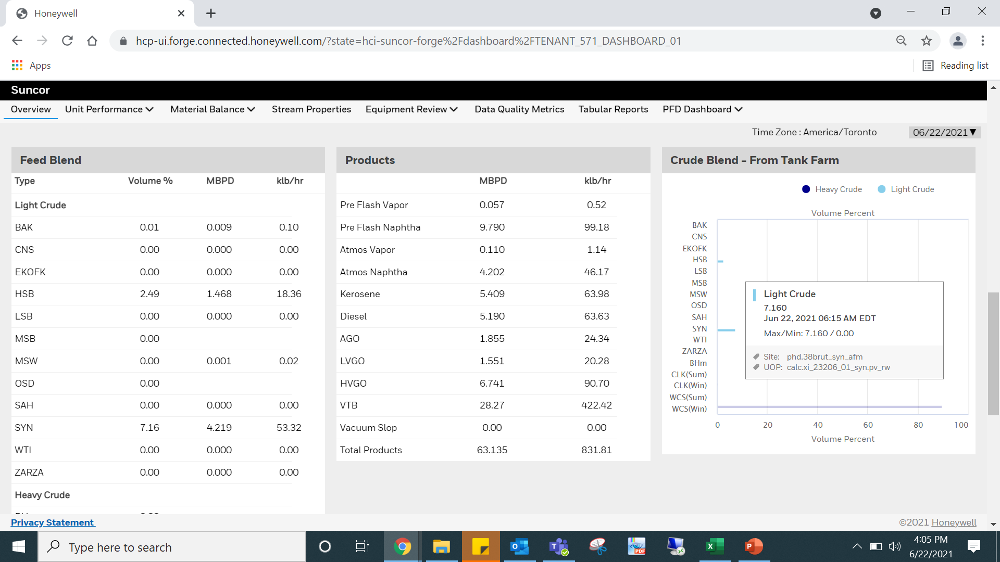 Honeywell
hcp-ui.forge.connected.honeywell.com/?state=hci-suncor-forge%2Fdashboard%2FTENANT_571_DASHBOARD_01
Apps
Reading list
Suncor
Overview Unit Performance Material Balance Stream Properties Equipment Review Data Quality Metrics Tabular Reports PFD Dashboard
Time Zone : America/Toronto 06/22/2021▼
Feed Blend
Type Volume % MBPD klb/hr
Light Crude
BAK 0.01 0.009 0.10
CNS 0.00 0.000 0.00
EKOFK 0.00 0.000 0.00
HSB 2.49 1.468 18.36
LSB 0.00 0.000 0.00
MSB 0.00
MSW 0.00 0.001 0.02
OSD 0.00
SAH 0.00 0.000 0.00
SYN 7.16 4.219 53.32
WTI 0.00 0.000 0.00
ZARZA 0.00 0.000 0.00
Heavy Crude
Products
MBPD klb/hr
Pre Flash Vapor 0.057 0.52
Pre Flash Naphtha 9.790 99.18
Atmos Vapor 0.110 1.14
Atmos Naphtha 4.202 46.17
Kerosene 5.409 63.98
Diesel 5.190 63.63
AGO 1.855 24.34
LVGO 1.551 20.28
HVGO 6.741 90.70
VTB 28.27 422.42
Vacuum Slop 0.00 0.00
Total Products 63.135 831.81
Crude Blend - From Tank Farm
Heavy Crude Light Crude
Volume Percent
BAK
CNS
EKOFK
HSB
LSB
MSB
MSW
OSD
SAH
SYN
WTI
ZARZA
BHm
CLK(Sum)
CLK(Win)
WCS(Sum)
WCS(Win)
0 20 40 60 80 100
Volume Percent
Light Crude
7.160
Jun 22, 2021 06:15 AM EDT
Max/Min: 7.160 / 0.00
Site: phd.38brut_syn_afm
UOP: calc.xi_23206_01_syn.pv_rw
Privacy Statement
©2021 Honeywell
Type here to search
4:05 PM
6/22/2021